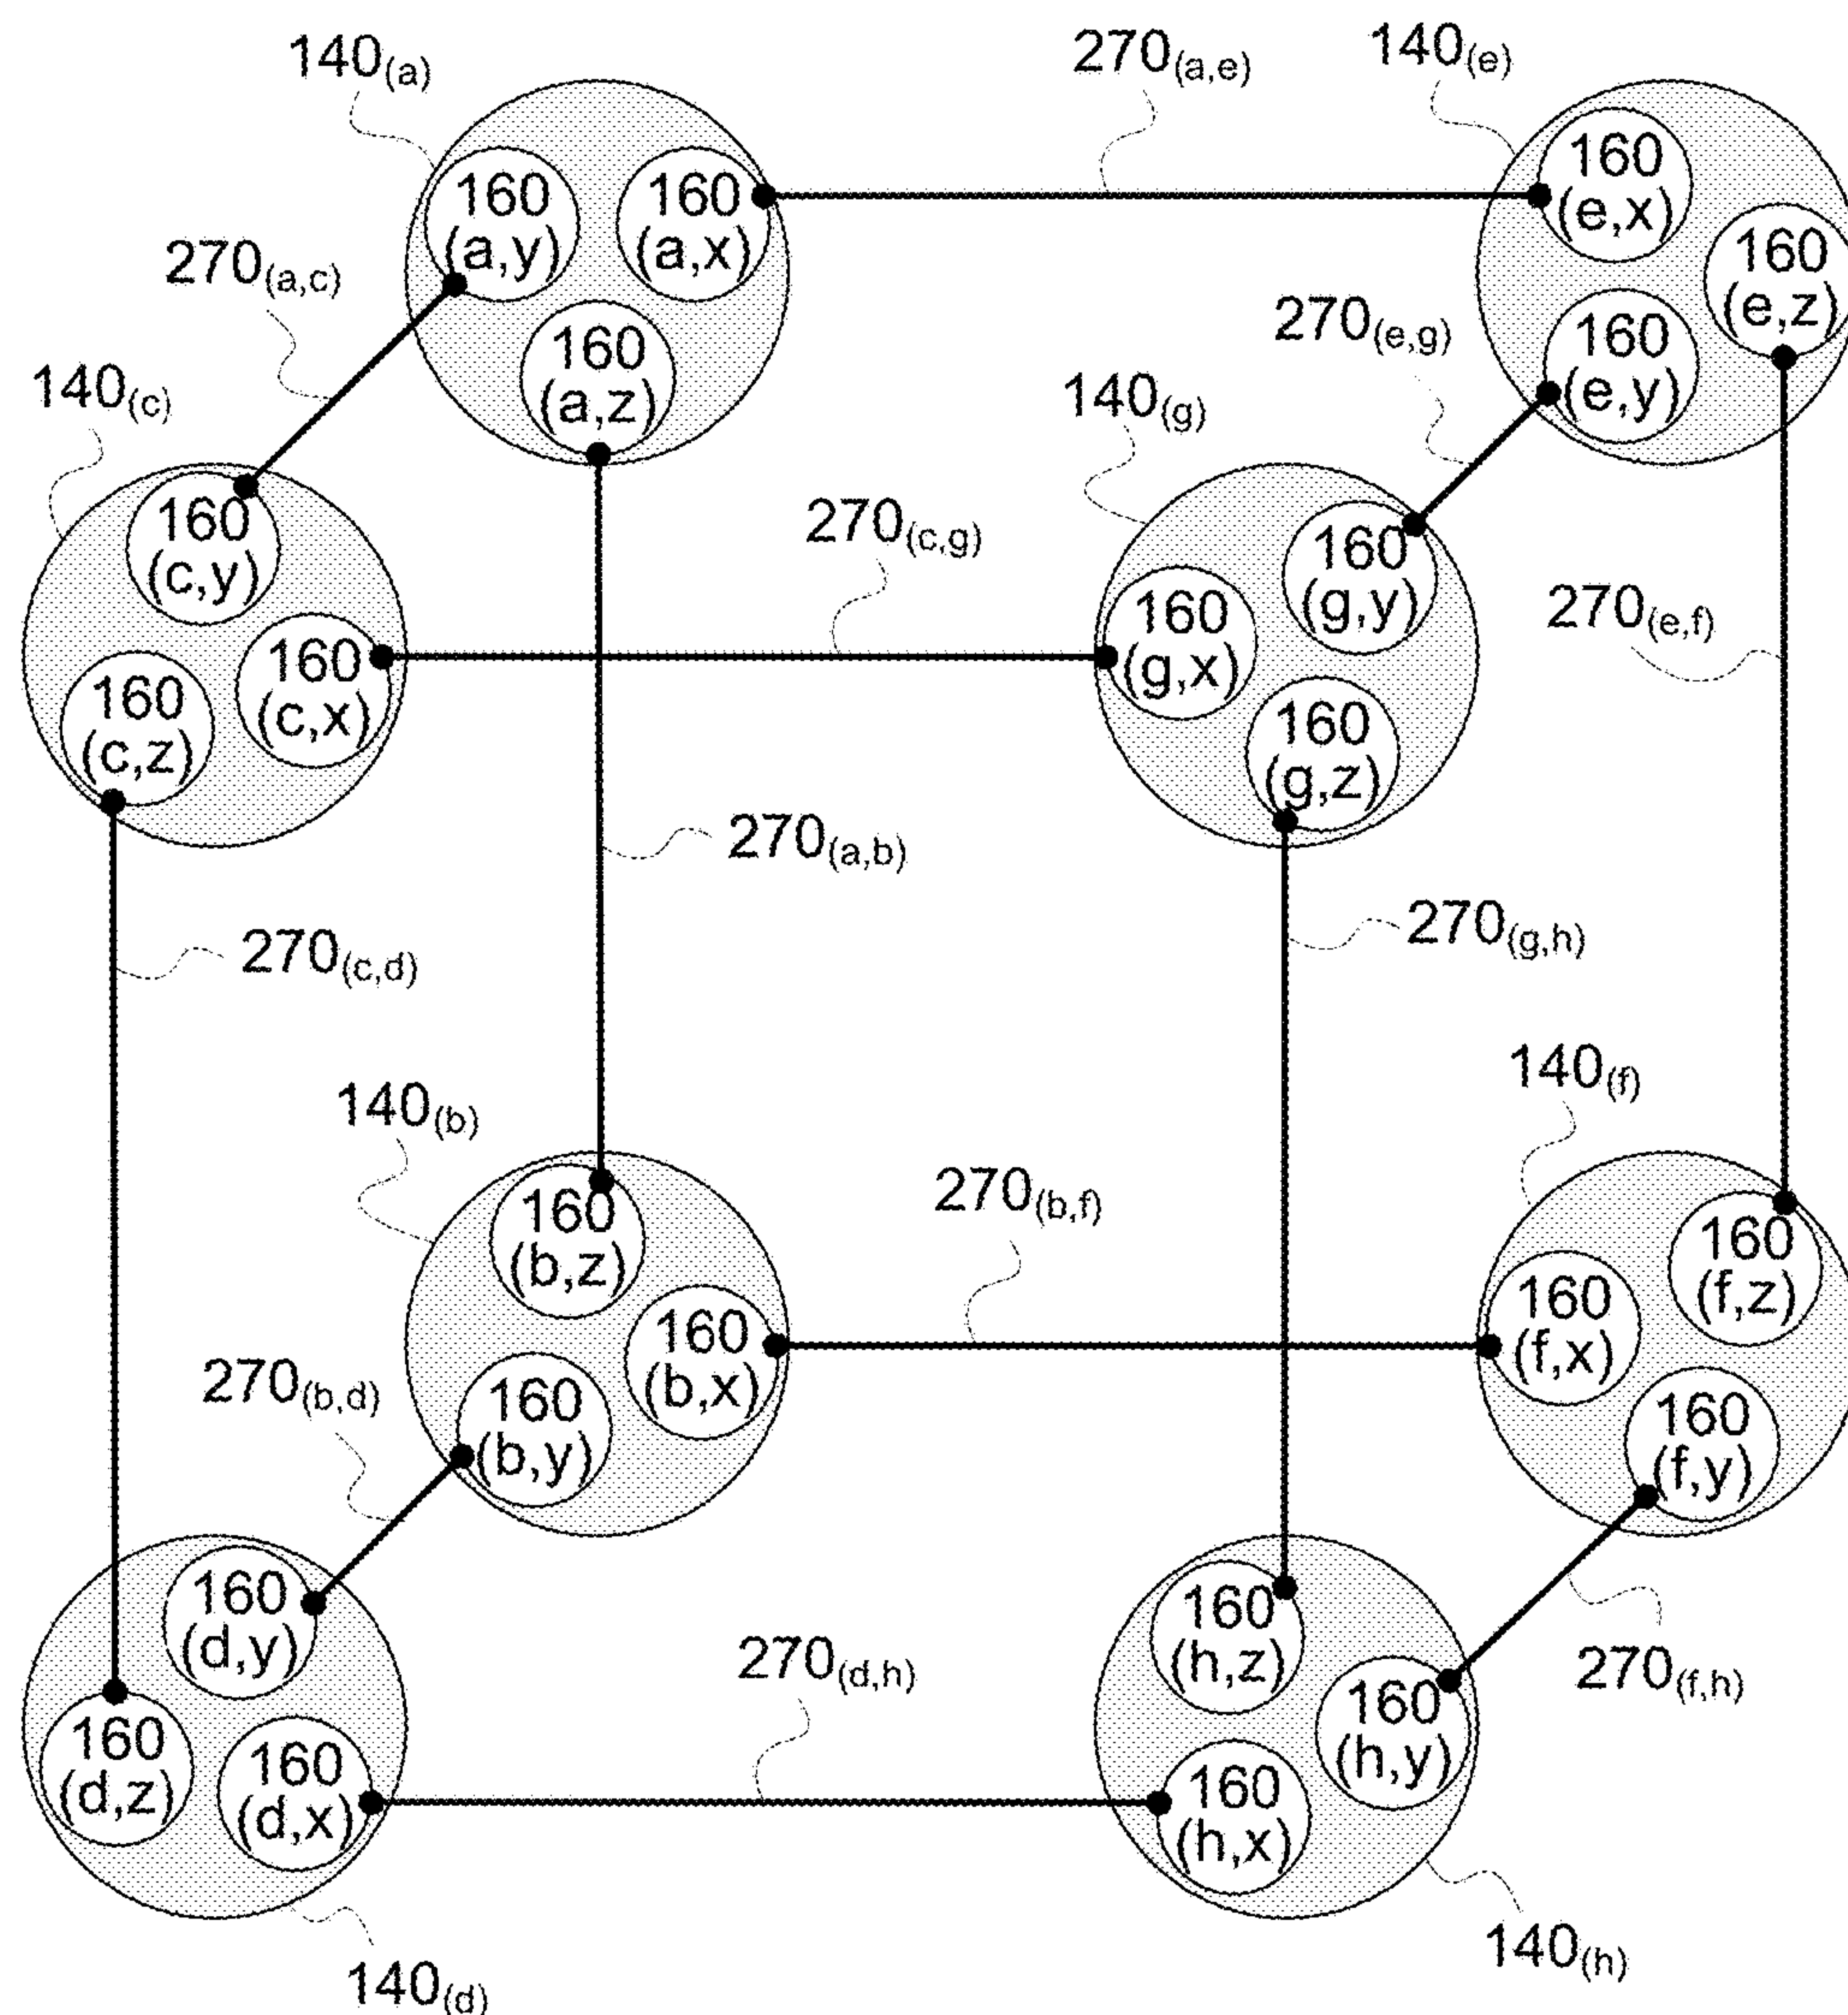 140(a)
270(a,e)
140(e)
160
(a,y)
160
(a,x)
160
(a,z)
160
(e,x)
160
(e,z)
160
(e,y)
270(a,c)
270(e,g)
140(c)
140(g)
160
(c,y)
160
(c,x)
160
(c,z)
270(c,g)
160
(g,y)
160
(g,x)
160
(g,z)
270(e,f)
270(a,b)
270(c,d)
270(g,h)
140(b)
140(f)
160
(b,z)
160
(b,x)
160
(b,y)
270(b,f)
160
(f,z)
160
(f,x)
160
(f,y)
270(b,d)
160
(d,y)
160
(d,z)
160
(d,x)
270(d,h)
160
(h,z)
160
(h,y)
160
(h,x)
270(f,h)
140(d)
140(h)